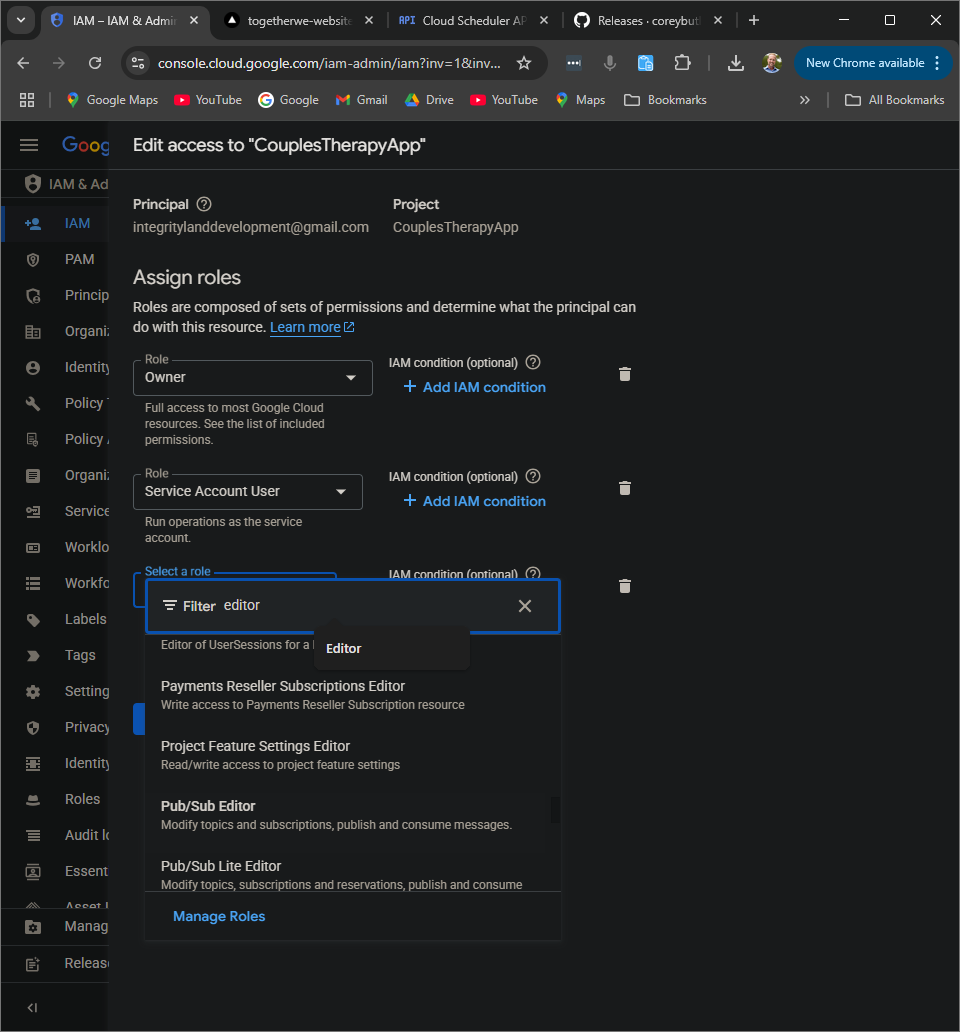 IAM – IAM & Admi
togetherwe-website
API Cloud Scheduler AP
Releases · coreybut
console.cloud.google.com/iam-admin/iam?inv=1&inv...
New Chrome available
Google Maps
YouTube
Google
Gmail
Drive
YouTube
Maps
Bookmarks
All Bookmarks
Goog
Edit access to "CouplesTherapyApp"
IAM & Ad
IAM
PAM
Princip
Organiz
Identity
Policy T
Policy A
Organiz
Service
Worklo
Workfo
Labels
Tags
Setting
Privacy
Identity
Roles
Audit lo
Essent
Asset I
Manag
Releas
Principal
Project
integritylanddevelopment@gmail.com
CouplesTherapyApp
Assign roles
Roles are composed of sets of permissions and determine what the principal can
do with this resource. Learn more
Role
Owner
IAM condition (optional)
+ Add IAM condition
Full access to most Google Cloud
resources. See the list of included
permissions.
Role
Service Account User
IAM condition (optional)
+ Add IAM condition
Run operations as the service
account.
Select a role
IAM condition (optional)
Filter editor
Editor
Editor of UserSessions for a
Payments Reseller Subscriptions Editor
Write access to Payments Reseller Subscription resource
Project Feature Settings Editor
Read/write access to project feature settings
Pub/Sub Editor
Modify topics and subscriptions, publish and consume messages.
Pub/Sub Lite Editor
Modify topics, subscriptions and reservations, publish and consume
Manage Roles